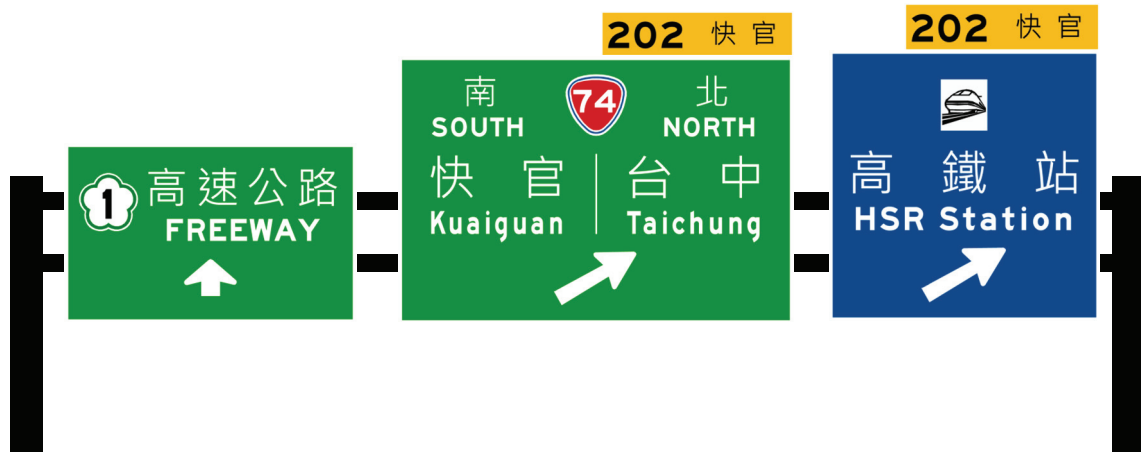 1 高速公路
FREEWAY
202 快官
南 74 北
SOUTH NORTH
快官 台中
Kuaiguan Taichung
202 快官
高鐵站
HSR Station